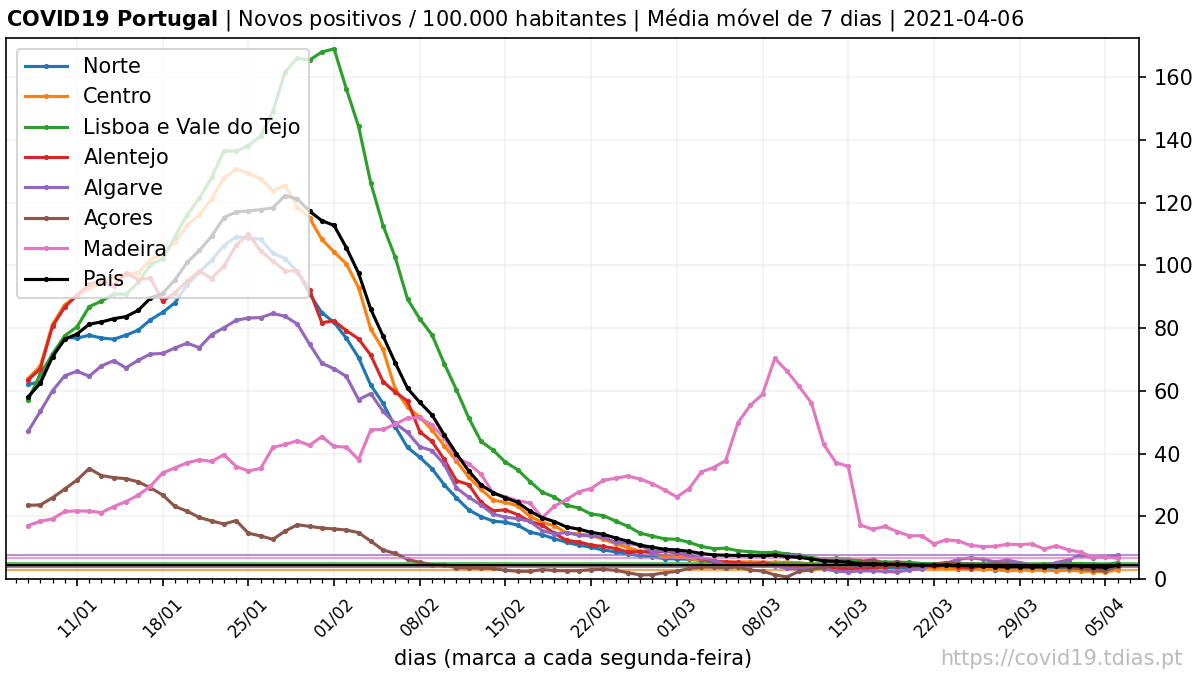 COVID19 Portugal | Novos positivos / 100.000 habitantes | Média móvel de 7 dias | 2021-04-06
Norte
Centro
Lisboa e Vale do Tejo
Alentejo
Algarve
Açores
Madeira
País
160
140
120
100
80
60
40
20
0
11/01
18/01
25/01
01/02
08/02
15/02
22/02
01/03
08/03
15/03
22/03
29/03
05/04
dias (marca a cada segunda-feira)
https://covid19.tdias.pt